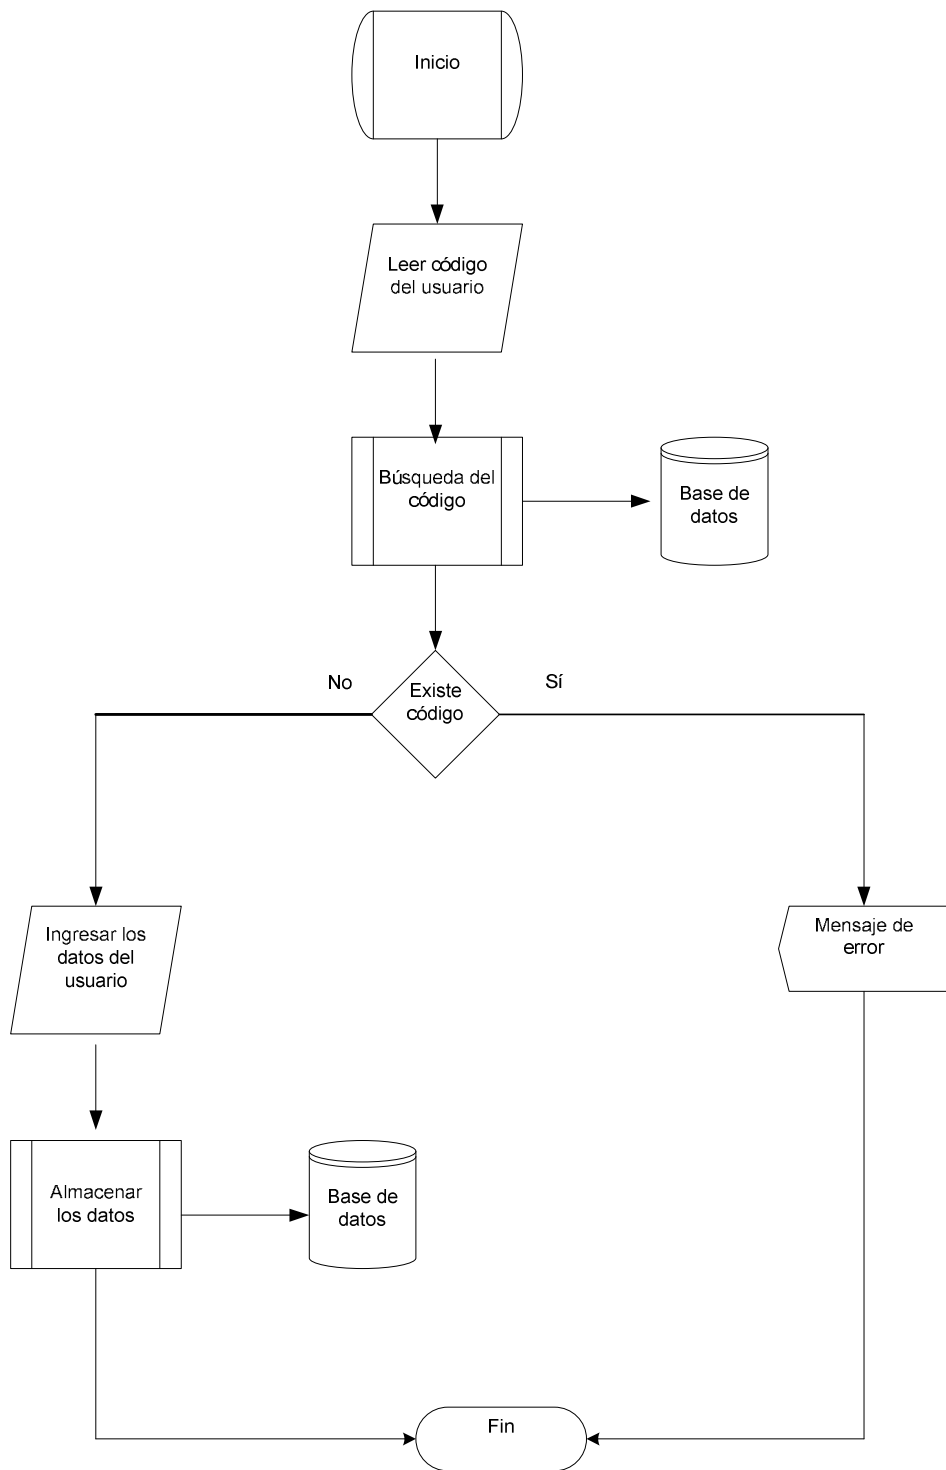 Inicio
Leer código
del usuario
Búsqueda del
código
Base de
datos
No
Sí
Existe
código
Ingresar los
datos del
usuario
Mensaje de
error
Almacenar
los datos
Base de
datos
Fin